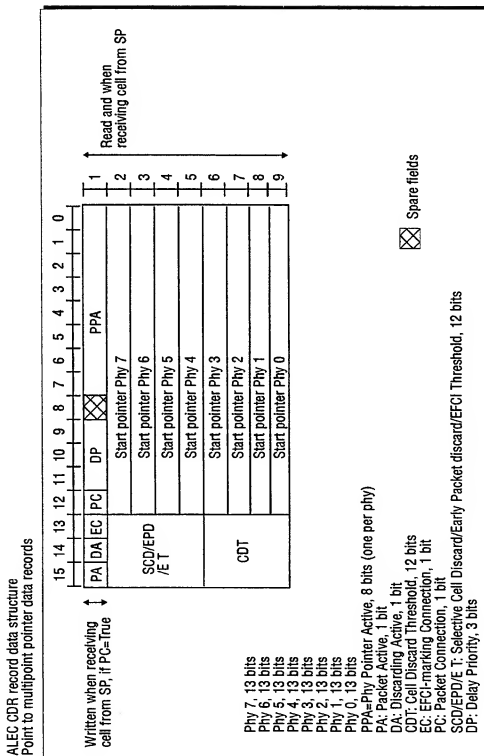 ALEC CDR record data structure
Point to multipoint pointer data records
Written when receiving
cell from SP, if PC=True
15 14 13 12 11 10 9 8 7 6 5 4 3 2 1 0
PA DA EC PC DP PPA 1
Start pointer Phy 7 2
Start pointer Phy 6 3
Start pointer Phy 5 4
Start pointer Phy 4 5
Start pointer Phy 3 6
Start pointer Phy 2 7
Start pointer Phy 1 8
Start pointer Phy 0 9
SCD/EPD
/E T
CDT
Read and when
receiving cell from SP
Phy 7, 13 bits
Phy 6, 13 bits
Phy 5, 13 bits
Phy 4, 13 bits
Phy 3, 13 bits
Phy 2, 13 bits
Phy 1, 13 bits
Phy 0, 13 bits
PPA=Phy Pointer Active, 8 bits (one per phy)
PA: Packet Active, 1 bit
DA: Discarding Active, 1 bit
CDT: Cell Discard Threshold, 12 bits
EC: EFCI-marking Connection, 1 bit
PC: Packet Connection, 1 bit
SCD/EPD/E T: Selective Cell Discard/Early Packet discard/EFCI Threshold, 12 bits
DP: Delay Priority, 3 bits
Spare fields